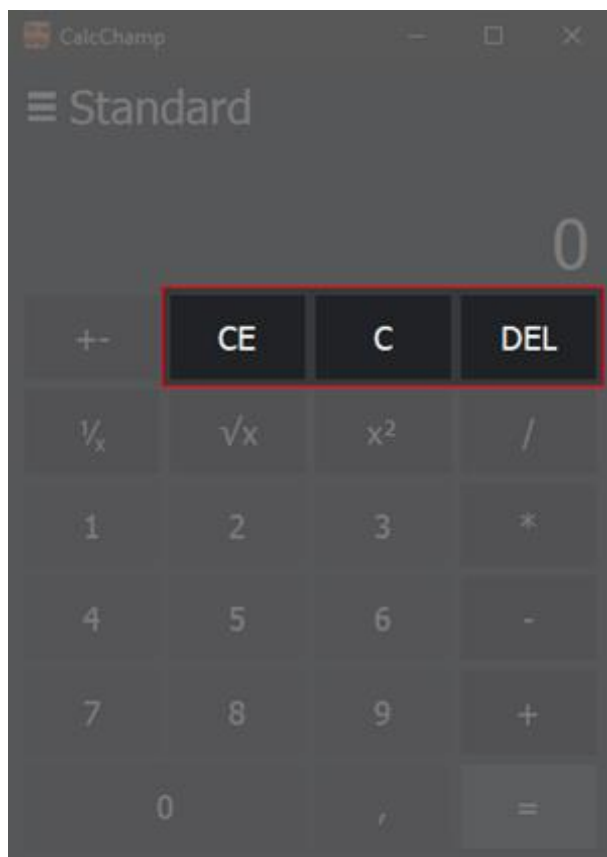 CalcChamp
Standard
0
+- CE C DEL
¹/ₓ √x x² /
1 2 3 *
4 5 6 -
7 8 9 +
0 , =